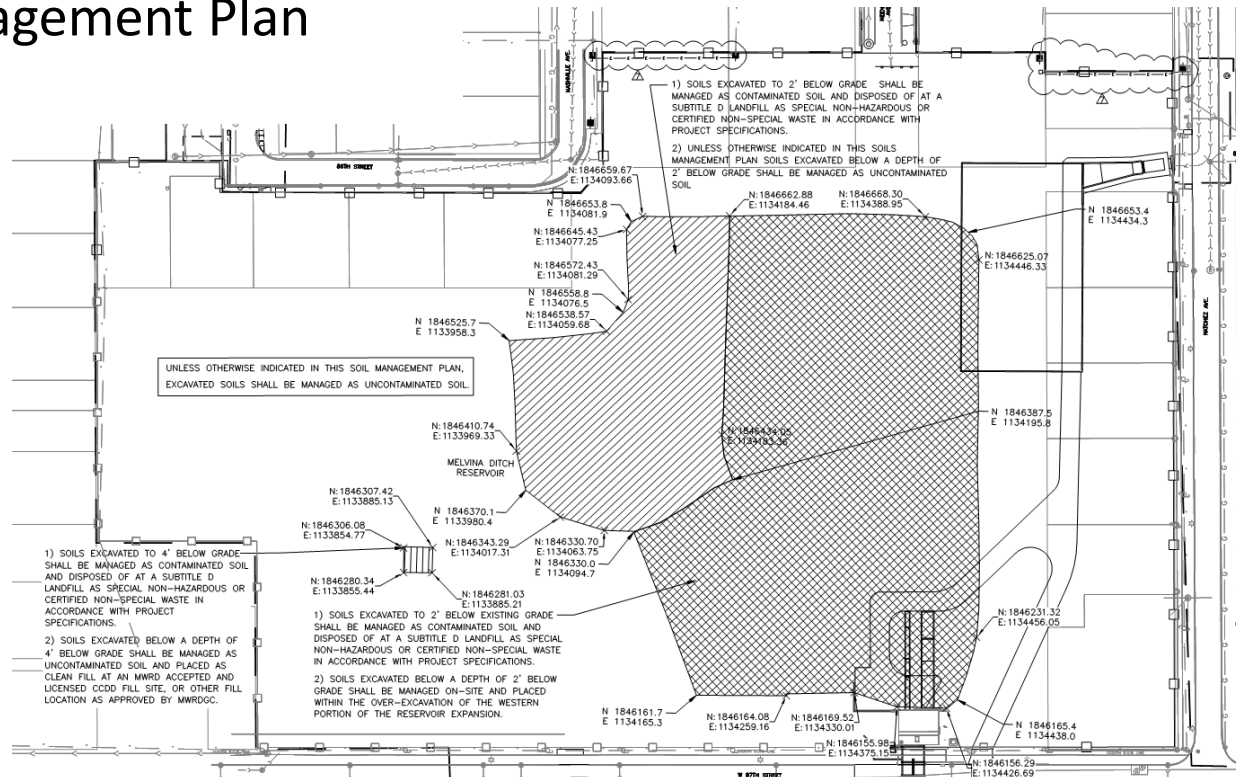 agement Plan
NASHVILLE AVE.
84TH STREET
1) SOILS EXCAVATED TO 2' BELOW GRADE SHALL BE
MANAGED AS CONTAMINATED SOIL AND DISPOSED OF AT A
SUBTITLE D LANDFILL AS SPECIAL NON-HAZARDOUS OR
CERTIFIED NON-SPECIAL WASTE IN ACCORDANCE WITH
PROJECT SPECIFICATIONS.
2) UNLESS OTHERWISE INDICATED IN THIS SOILS
MANAGEMENT PLAN SOILS EXCAVATED BELOW A DEPTH OF
2' BELOW GRADE SHALL BE MANAGED AS UNCONTAMINATED
SOIL
N:1846659.67
E:1134093.66
N 1846653.8
E 1134081.9
N:1846645.43
E:1134077.25
N:1846572.43
E:1134081.29
N 1846558.8
E 1134076.5
N:1846538.57
E:1134059.68
N 1846525.7
E 1133958.3
N:1846662.88
E:1134184.46
N:1846668.30
E:1134388.95
N 1846653.4
E 1134434.3
N:1846625.07
E:1134446.33
NATCHEZ AVE.
UNLESS OTHERWISE INDICATED IN THIS SOIL MANAGEMENT PLAN,
EXCAVATED SOILS SHALL BE MANAGED AS UNCONTAMINATED SOIL.
N:1846410.74
E:1133969.33
MELVINA DITCH
RESERVOIR
N:1846434.05
E:1134183.36
N 1846387.5
E 1134195.8
N:1846307.42
E:1133885.13
N 1846370.1
E 1133980.4
N:1846306.08
E:1133854.77
N:1846343.29
E:1134017.31
N:1846330.70
E:1134063.75
N 1846330.0
E 1134094.7
N:1846280.34
E:1133855.44
N:1846281.03
E:1133885.21
1) SOILS EXCAVATED TO 4' BELOW GRADE
SHALL BE MANAGED AS CONTAMINATED SOIL
AND DISPOSED OF AT A SUBTITLE D
LANDFILL AS SPECIAL NON-HAZARDOUS OR
CERTIFIED NON-SPECIAL WASTE IN
ACCORDANCE WITH PROJECT
SPECIFICATIONS.
2) SOILS EXCAVATED BELOW A DEPTH OF
4' BELOW GRADE SHALL BE MANAGED AS
UNCONTAMINATED SOIL AND PLACED AS
CLEAN FILL AT AN MWRD ACCEPTED AND
LICENSED CCDD FILL SITE, OR OTHER FILL
LOCATION AS APPROVED BY MWRDGC.
1) SOILS EXCAVATED TO 2' BELOW EXISTING GRADE
SHALL BE MANAGED AS CONTAMINATED SOIL AND
DISPOSED OF AT A SUBTITLE D LANDFILL AS SPECIAL
NON-HAZARDOUS OR CERTIFIED NON-SPECIAL WASTE
IN ACCORDANCE WITH PROJECT SPECIFICATIONS.
2) SOILS EXCAVATED BELOW A DEPTH OF 2' BELOW
GRADE SHALL BE MANAGED ON-SITE AND PLACED
WITHIN THE OVER-EXCAVATION OF THE WESTERN
PORTION OF THE RESERVOIR EXPANSION.
N:1846231.32
E:1134456.05
N 1846161.7
E 1134165.3
N:1846164.08
E:1134259.16
N:1846169.52
E:1134330.01
N:1846155.98
E:1134375.15
N 1846165.4
E 1134438.0
N:1846156.29
E:1134426.69
W 87TH STREET